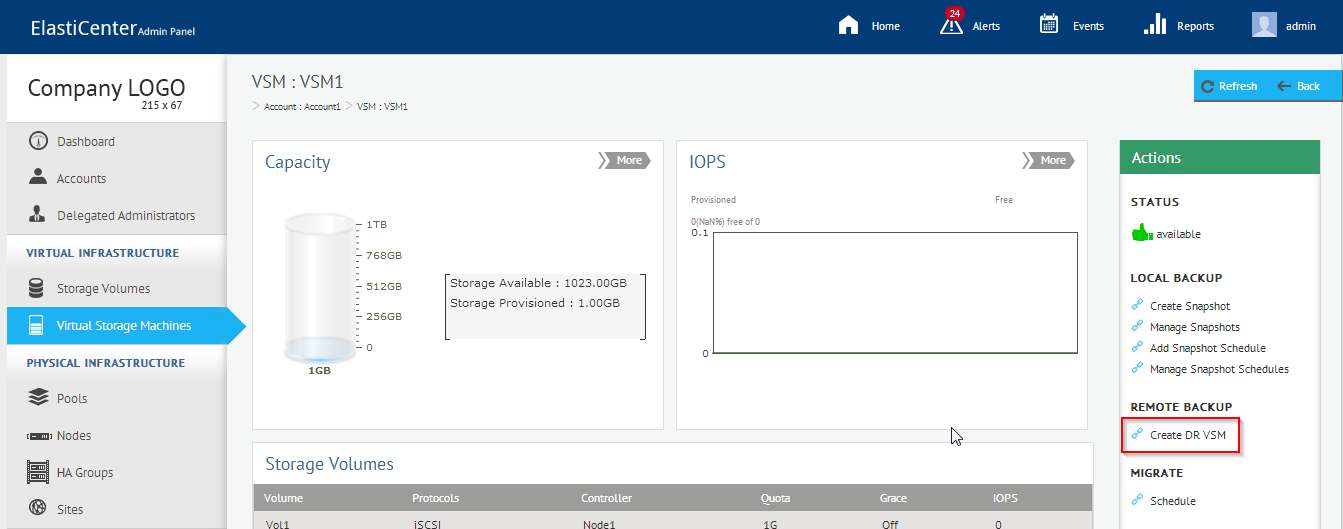 ElastiCenter Admin Panel
Home
24
Alerts
Events
Reports
admin
Company LOGO
215 x 67
Dashboard
Accounts
Delegated Administrators
VIRTUAL INFRASTRUCTURE
Storage Volumes
Virtual Storage Machines
PHYSICAL INFRASTRUCTURE
Pools
Nodes
HA Groups
Sites
VSM : VSM1
Account : Account1 > VSM : VSM1
Refresh
Back
Capacity
More
1TB
768GB
512GB
256GB
0
1GB
Storage Available : 1023.00GB
Storage Provisioned : 1.00GB
IOPS
More
Provisioned Free
0(NaN%) free of 0
0.1
0
Actions
STATUS
available
LOCAL BACKUP
Create Snapshot
Manage Snapshots
Add Snapshot Schedule
Manage Snapshot Schedules
REMOTE BACKUP
Create DR VSM
MIGRATE
Schedule
Storage Volumes
Volume Protocols Controller Quota Grace IOPS
Vol1 iSCSI Node1 1G Off 0